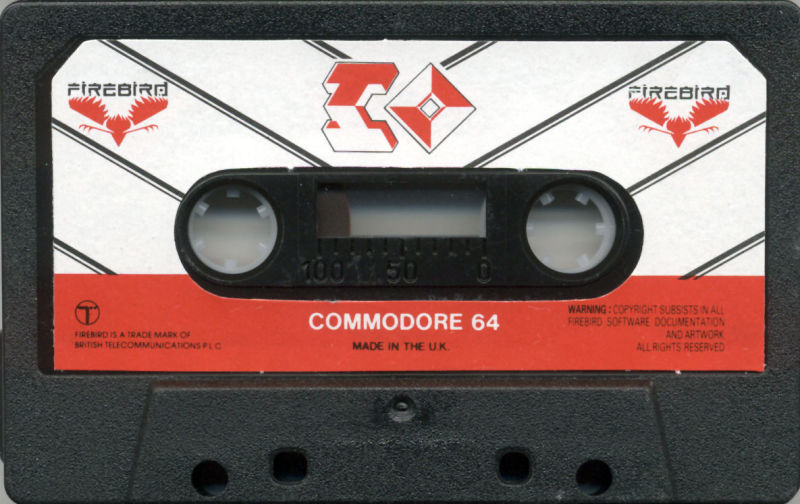 FIREBIRD
FIREBIRD
IO
100 50 0
COMMODORE 64
MADE IN THE U.K.
T
FIREBIRD IS A TRADE MARK OF
BRITISH TELECOMMUNICATIONS P L C
WARNING : COPYRIGHT SUBSISTS IN ALL
FIREBIRD SOFTWARE DOCUMENTATION
AND ARTWORK
ALL RIGHTS RESERVED